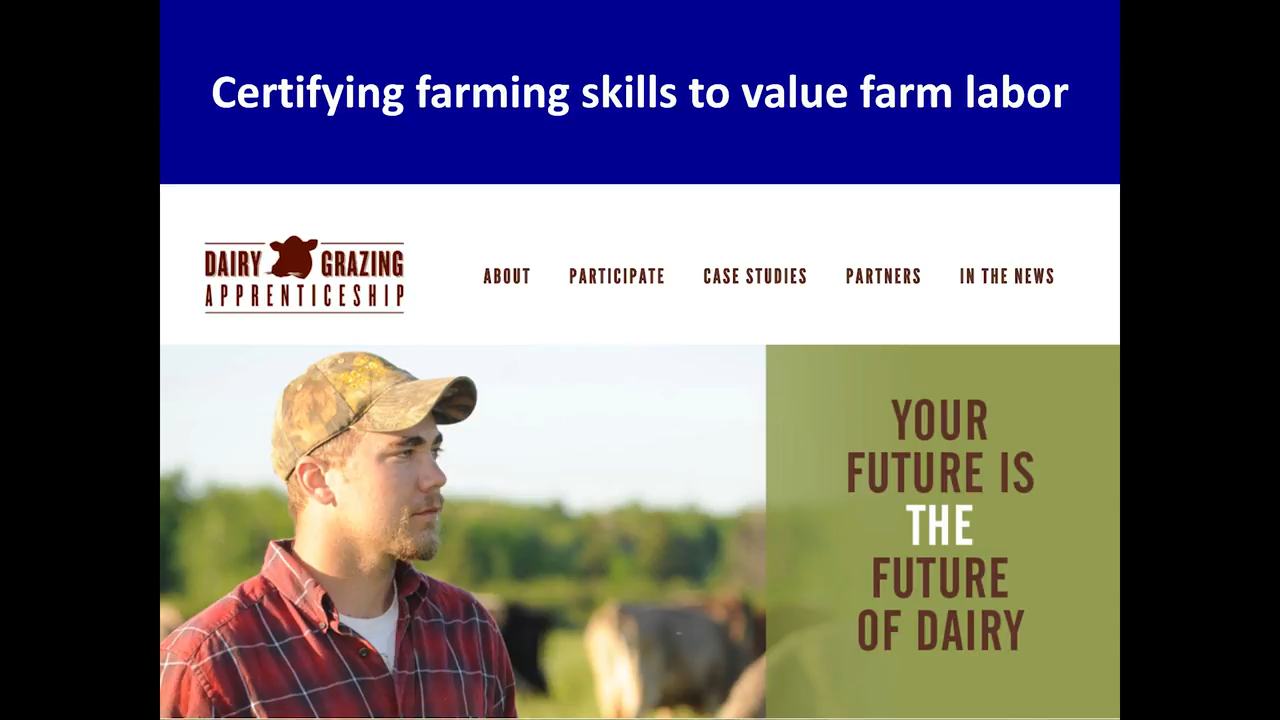 Certifying farming skills to value farm labor
DAIRY GRAZING
APPRENTICESHIP
ABOUT PARTICIPATE CASE STUDIES PARTNERS IN THE NEWS
YOUR
FUTURE IS
THE
FUTURE
OF DAIRY